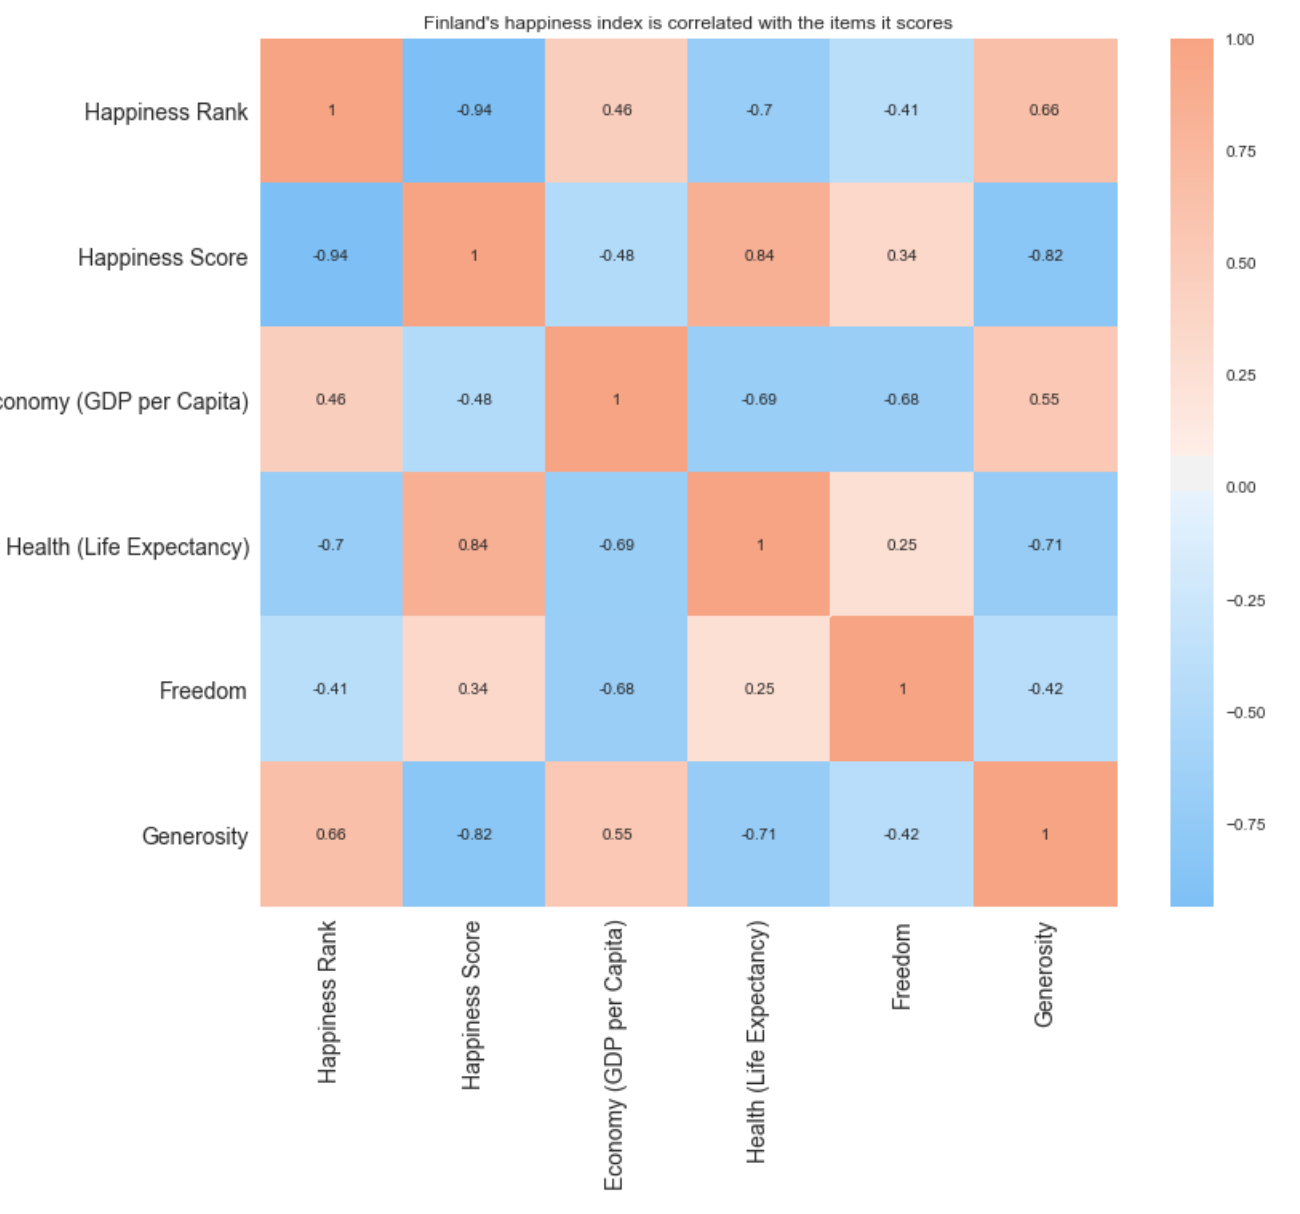 Finland's happiness index is correlated with the items it scores
Happiness Rank 1 -0.94 0.46 -0.7 -0.41 0.66
Happiness Score -0.94 1 -0.48 0.84 0.34 -0.82
conomy (GDP per Capita) 0.46 -0.48 1 -0.69 -0.68 0.55
Health (Life Expectancy) -0.7 0.84 -0.69 1 0.25 -0.71
Freedom -0.41 0.34 -0.68 0.25 1 -0.42
Generosity 0.66 -0.82 0.55 -0.71 -0.42 1
Happiness Rank
Happiness Score
Economy (GDP per Capita)
Health (Life Expectancy)
Freedom
Generosity
1.00
0.75
0.50
0.25
0.00
−0.25
−0.50
−0.75